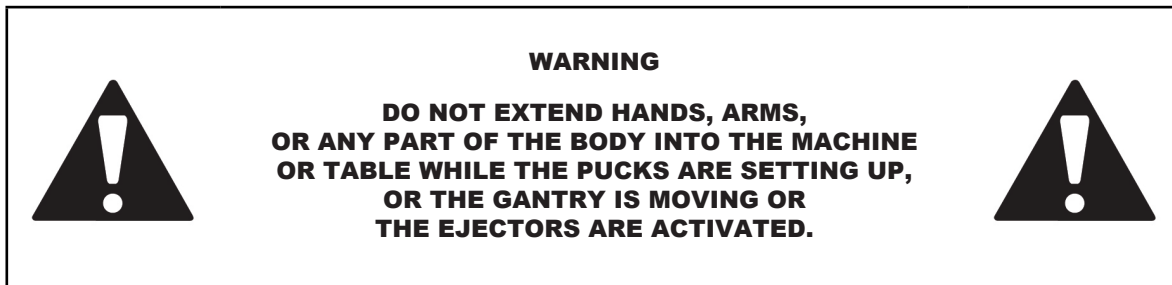 WARNING
DO NOT EXTEND HANDS, ARMS,
OR ANY PART OF THE BODY INTO THE MACHINE
OR TABLE WHILE THE PUCKS ARE SETTING UP,
OR THE GANTRY IS MOVING OR
THE EJECTORS ARE ACTIVATED.